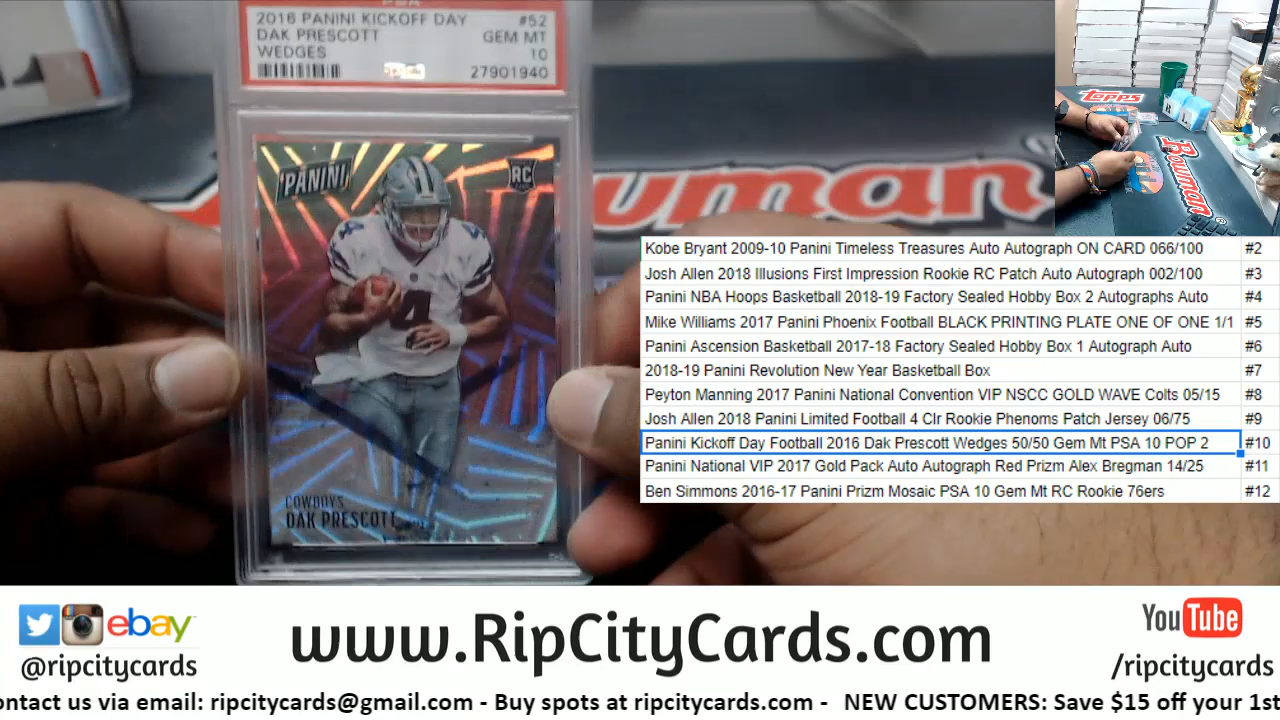 PSA
2016 PANINI KICKOFF DAY #52
DAK PRESCOTT GEM MT
WEDGES 10
27901940
PANINI
RC
4
4
COWBOYS
DAK PRESCOTT
uman
Topps
Bowman
Kobe Bryant 2009-10 Panini Timeless Treasures Auto Autograph ON CARD 066/100 #2
Josh Allen 2018 Illusions First Impression Rookie RC Patch Auto Autograph 002/100 #3
Panini NBA Hoops Basketball 2018-19 Factory Sealed Hobby Box 2 Autographs Auto #4
Mike Williams 2017 Panini Phoenix Football BLACK PRINTING PLATE ONE OF ONE 1/1 #5
Panini Ascension Basketball 2017-18 Factory Sealed Hobby Box 1 Autograph Auto #6
2018-19 Panini Revolution New Year Basketball Box #7
Peyton Manning 2017 Panini National Convention VIP NSCC GOLD WAVE Colts 05/15 #8
Josh Allen 2018 Panini Limited Football 4 Clr Rookie Phenoms Patch Jersey 06/75 #9
Panini Kickoff Day Football 2016 Dak Prescott Wedges 50/50 Gem Mt PSA 10 POP 2 #10
Panini National VIP 2017 Gold Pack Auto Autograph Red Prizm Alex Bregman 14/25 #11
Ben Simmons 2016-17 Panini Prizm Mosaic PSA 10 Gem Mt RC Rookie 76ers #12
ebay
@ripcitycards
www.RipCityCards.com
YouTube
/ripcitycards
ontact us via email: ripcitycards@gmail.com - Buy spots at ripcitycards.com - NEW CUSTOMERS: Save $15 off your 1st